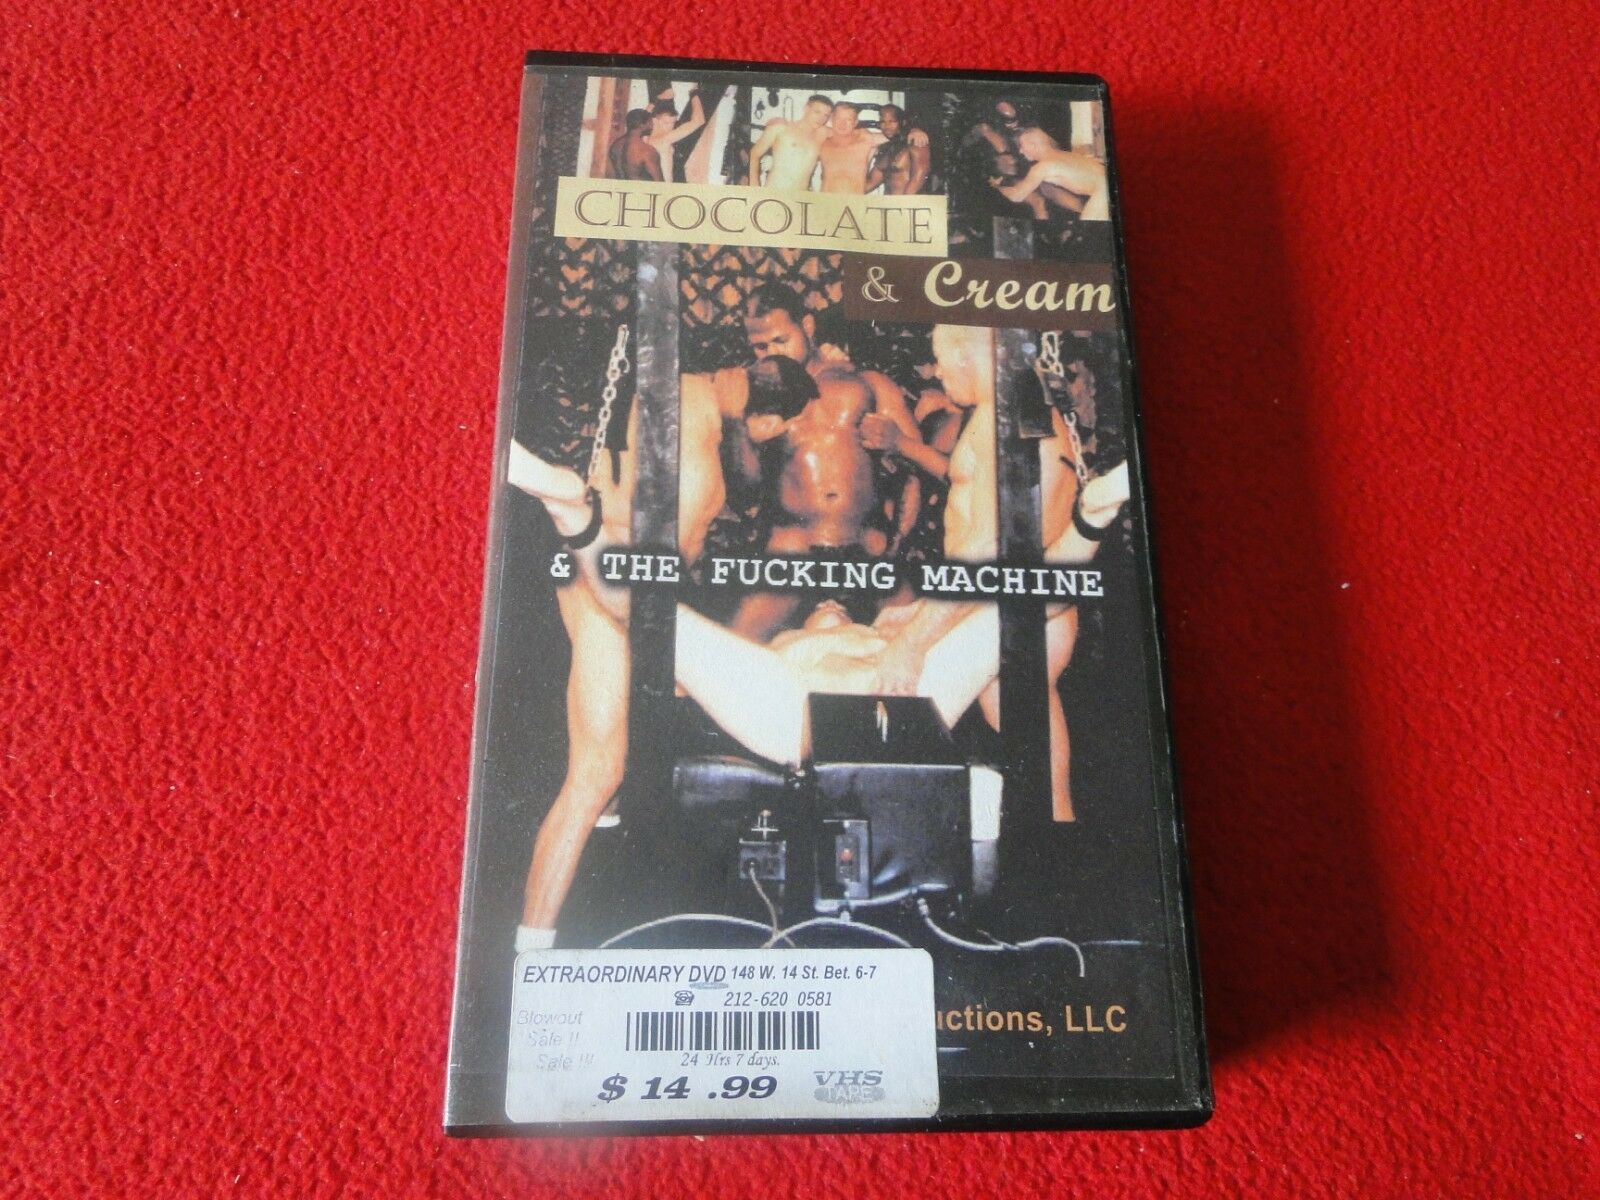 CHOCOLATE
& Cream
& THE FUCKING MACHINE
EXTRAORDINARY DVD 148 W. 14 St. Bet. 6-7
☎ 212-620 0581
uctions, LLC
Blowout
Sale !!
Sale !!!
24 Hrs 7 days.
$ 14 .99
VHS
TAPE